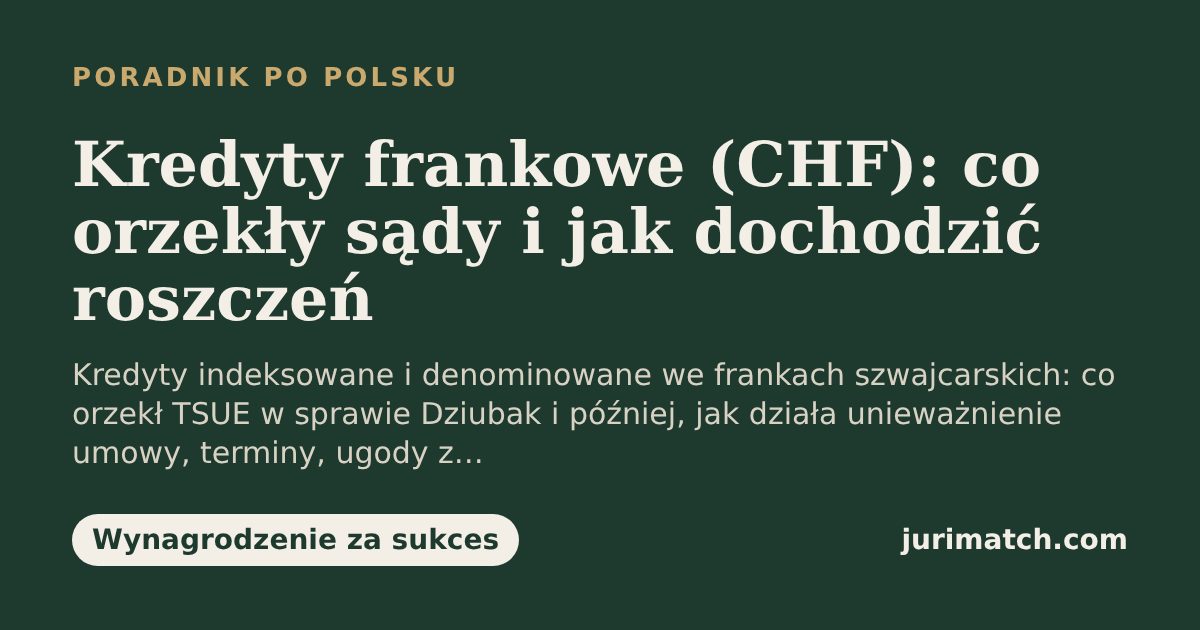 PORADNIK PO POLSKU
Kredyty frankowe (CHF): co
orzekły sądy i jak dochodzić
roszczeń
Kredyty indeksowane i denominowane we frankach szwajcarskich: co
orzekł TSUE w sprawie Dziubak i później, jak działa unieważnienie
umowy, terminy, ugody z…
Wynagrodzenie za sukces
jurimatch.com